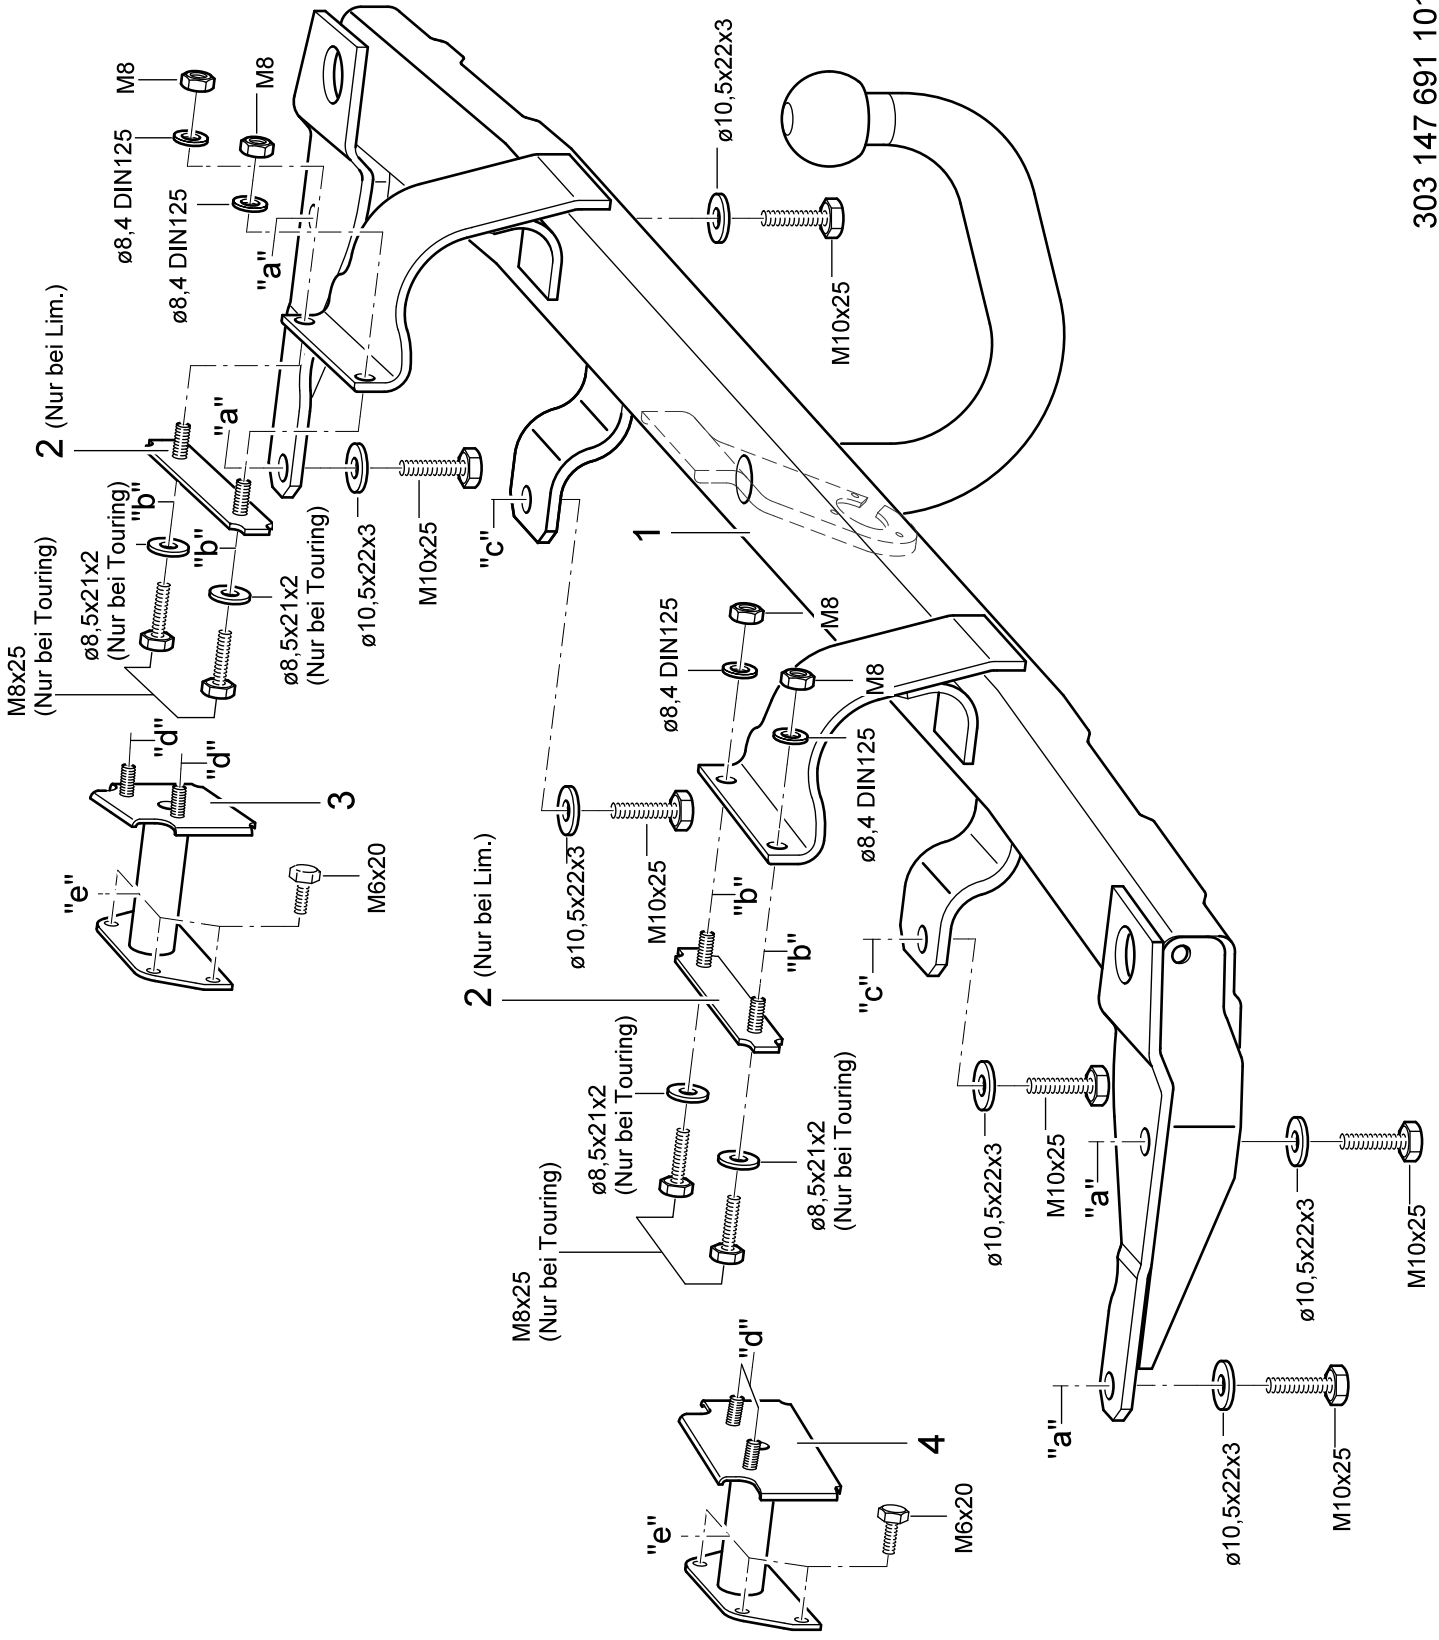 M8
M8
ø8,4 DIN125
ø8,4 DIN125
"a"
ø10,5x22x3
M10x25
2 (Nur bei Lim.)
"a"
"b"
"b"
M8x25
(Nur bei Touring)
ø8,5x21x2
(Nur bei Touring)
ø8,5x21x2
(Nur bei Touring)
ø10,5x22x3
M10x25
"c"
1
"d"
"d"
3
"e"
M6x20
ø8,4 DIN125
M8
M8
ø8,4 DIN125
ø10,5x22x3
M10x25
2 (Nur bei Lim.)
"b"
"b"
"c"
ø8,5x21x2
(Nur bei Touring)
ø8,5x21x2
(Nur bei Touring)
M8x25
(Nur bei Touring)
ø10,5x22x3
M10x25
"a"
ø10,5x22x3
M10x25
"d"
4
"e"
M6x20
"a"
ø10,5x22x3
M10x25
303 147 691 101